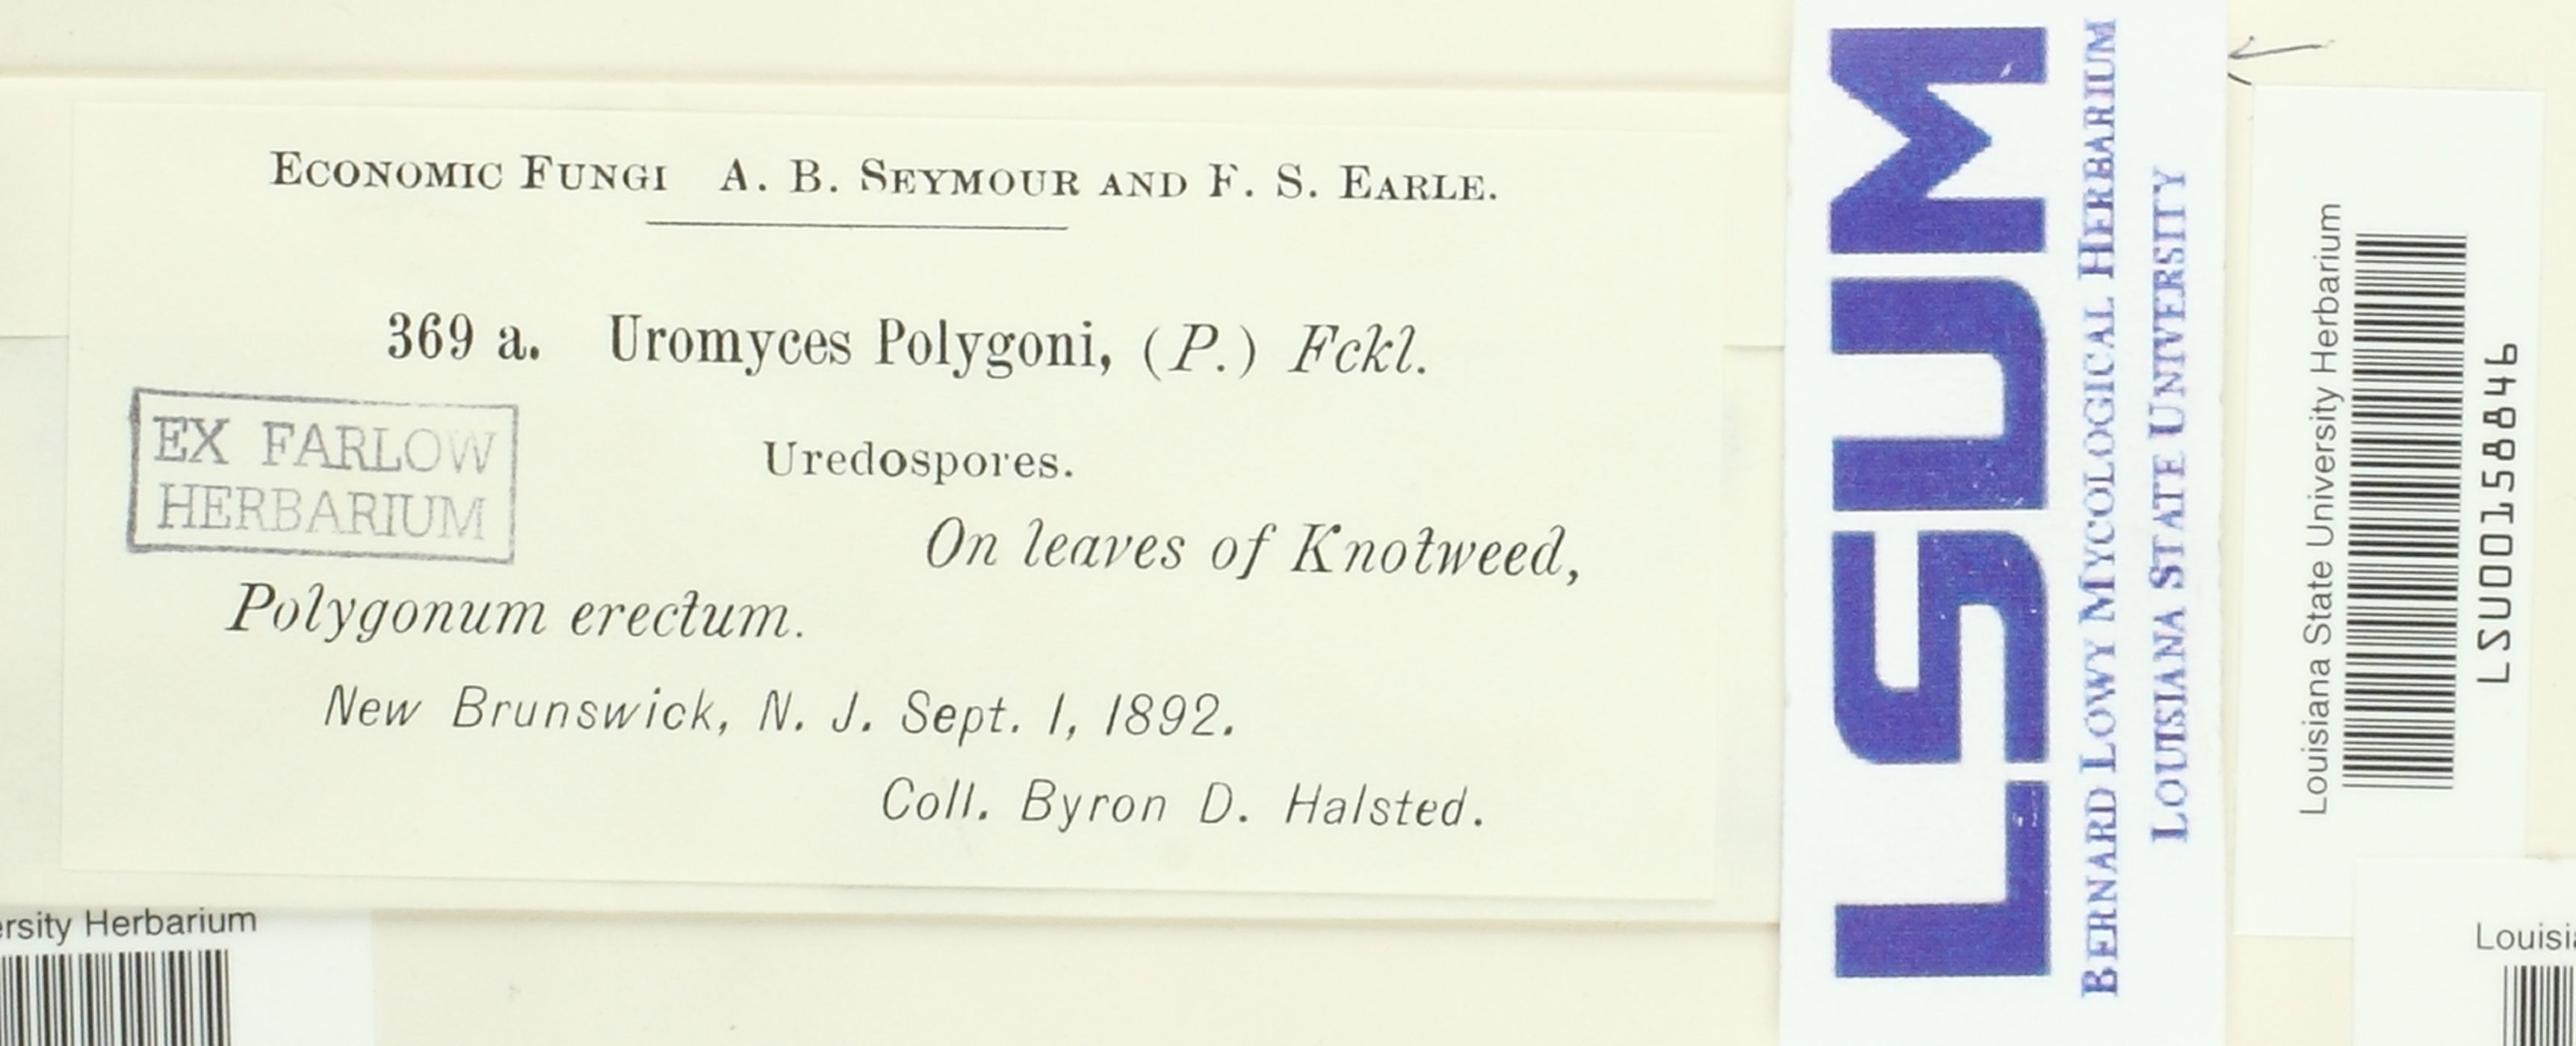 ECONOMIC FUNGI A. B. SEYMOUR AND F. S. EARLE.
369 a. Uromyces Polygoni, (P.) Fckl.
EX FARLOW
HERBARIUM
Uredospores.
On leaves of Knotweed,
Polygonum erectum.
New Brunswick, N. J. Sept. 1, 1892.
Coll. Byron D. Halsted.
LSUM
BERNARD LOWY MYCOLOGICAL HERBARIUM
LOUISIANA STATE UNIVERSITY
Louisiana State University Herbarium
LSU00158846
ersity Herbarium
Louisi